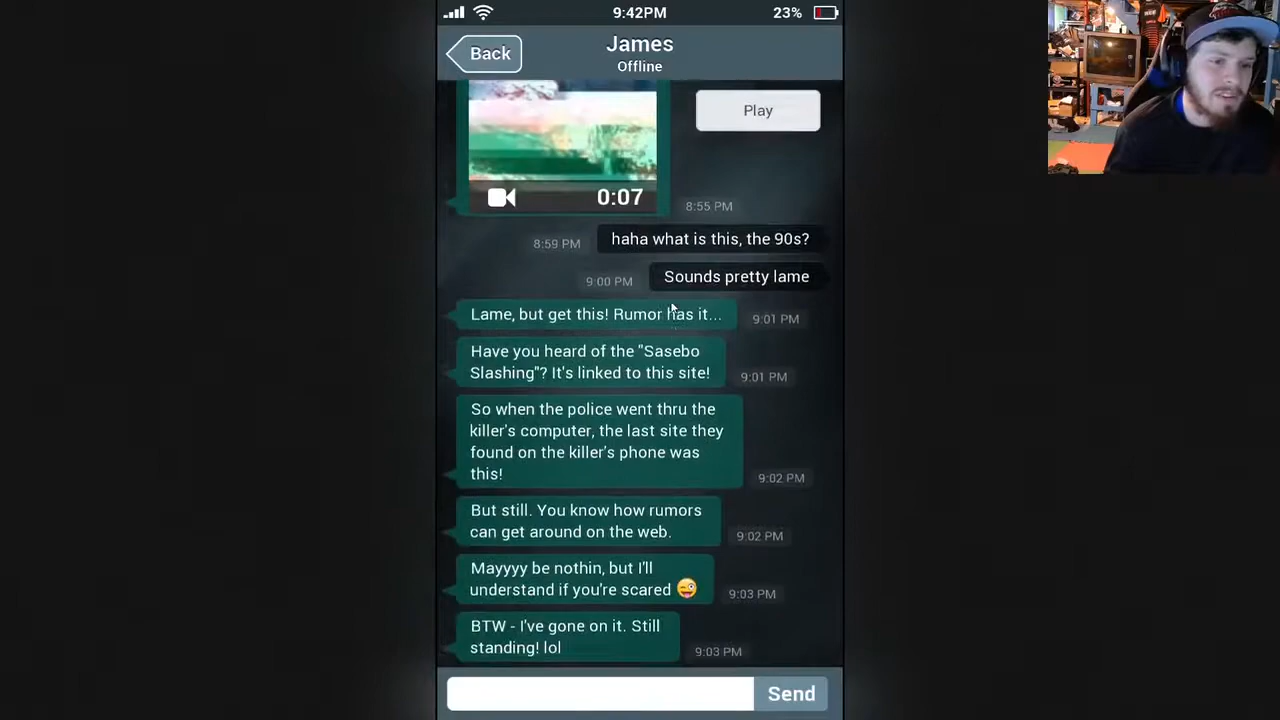 9:42PM
23%
Back
James
Offline
Play
0:07
8:55 PM
haha what is this, the 90s?
8:59 PM
Sounds pretty lame
9:00 PM
Lame, but get this! Rumor has it...
9:01 PM
Have you heard of the "Sasebo
Slashing"? It's linked to this site!
9:01 PM
So when the police went thru the
killer's computer, the last site they
found on the killer's phone was
this!
9:02 PM
But still. You know how rumors
can get around on the web.
9:02 PM
Mayyyy be nothin, but I'll
understand if you're scared 😜
9:03 PM
BTW - I've gone on it. Still
standing! lol
9:03 PM
Send